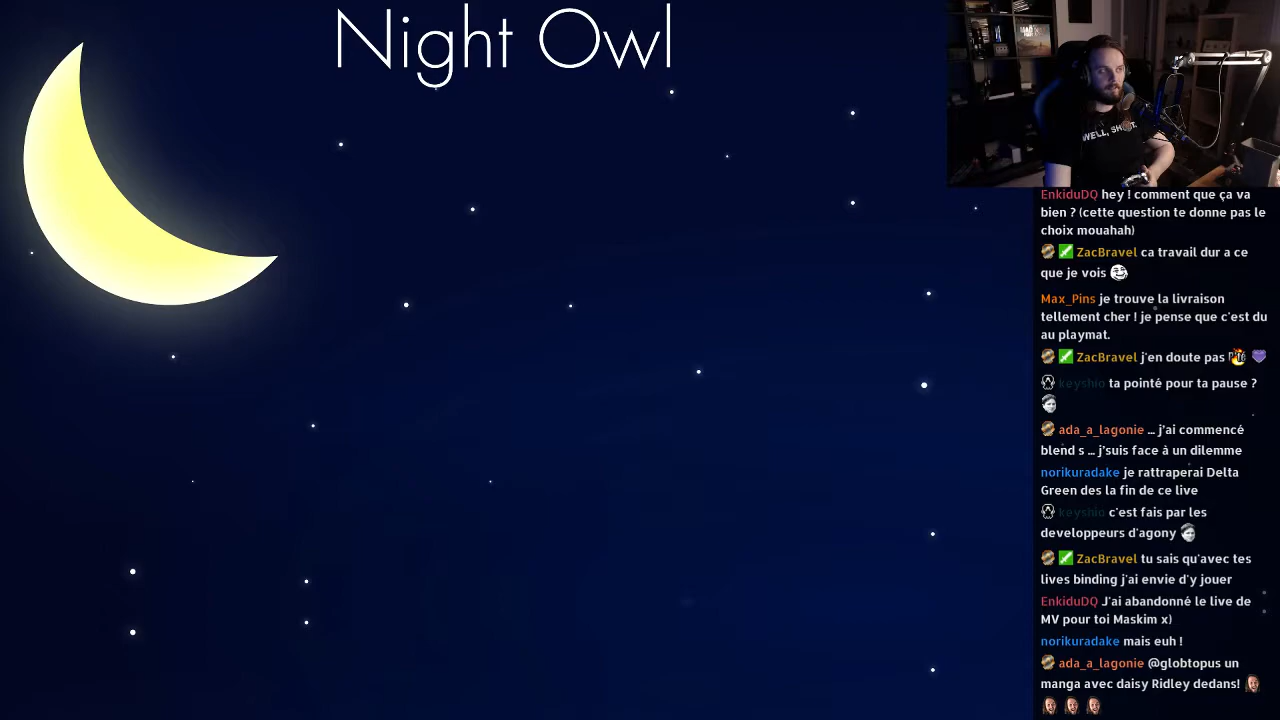 Night Owl
WELL, SH
EnkiduDQ hey ! comment que ça va
bien ? (cette question te donne pas le
choix mouahah)
ZacBravel ca travail dur a ce
que je vois
Max_Pins je trouve la livraison
tellement cher ! je pense que c'est du
au playmat.
ZacBravel j'en doute pas
keyshio ta pointé pour ta pause ?
ada_a_lagonie ... j'ai commencé
blend s ... j'suis face à un dilemme
norikuradake je rattraperai Delta
Green des la fin de ce live
keyshio c'est fais par les
developpeurs d'agony
ZacBravel tu sais qu'avec tes
lives binding j'ai envie d'y jouer
EnkiduDQ J'ai abandonné le live de
MV pour toi Maskim x)
norikuradake mais euh !
ada_a_lagonie @globtopus un
manga avec daisy Ridley dedans!